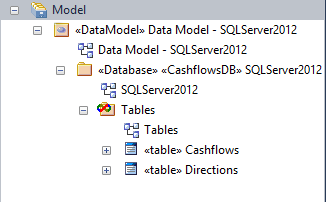 Model
«DataModel» Data Model - SQLServer2012
Data Model - SQLServer2012
«Database» «CashflowsDB» SQLServer2012
SQLServer2012
Tables
Tables
«table» Cashflows
«table» Directions